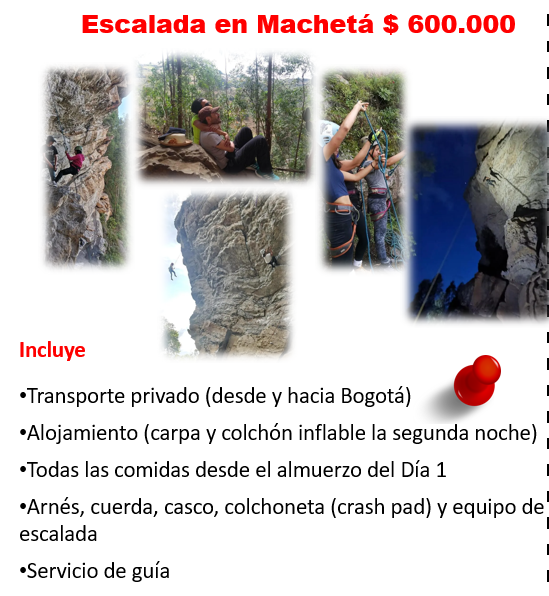 Escalada en Machetá $ 600.000
Incluye
•Transporte privado (desde y hacia Bogotá)
•Alojamiento (carpa y colchón inflable la segunda noche)
•Todas las comidas desde el almuerzo del Día 1
•Arnés, cuerda, casco, colchoneta (crash pad) y equipo de
escalada
•Servicio de guía